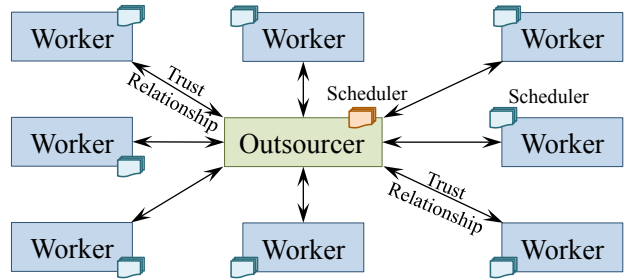 Worker
Worker
Worker
Trust
Relationship
Scheduler
Scheduler
Worker
Outsourcer
Worker
Trust
Relationship
Worker
Worker
Worker